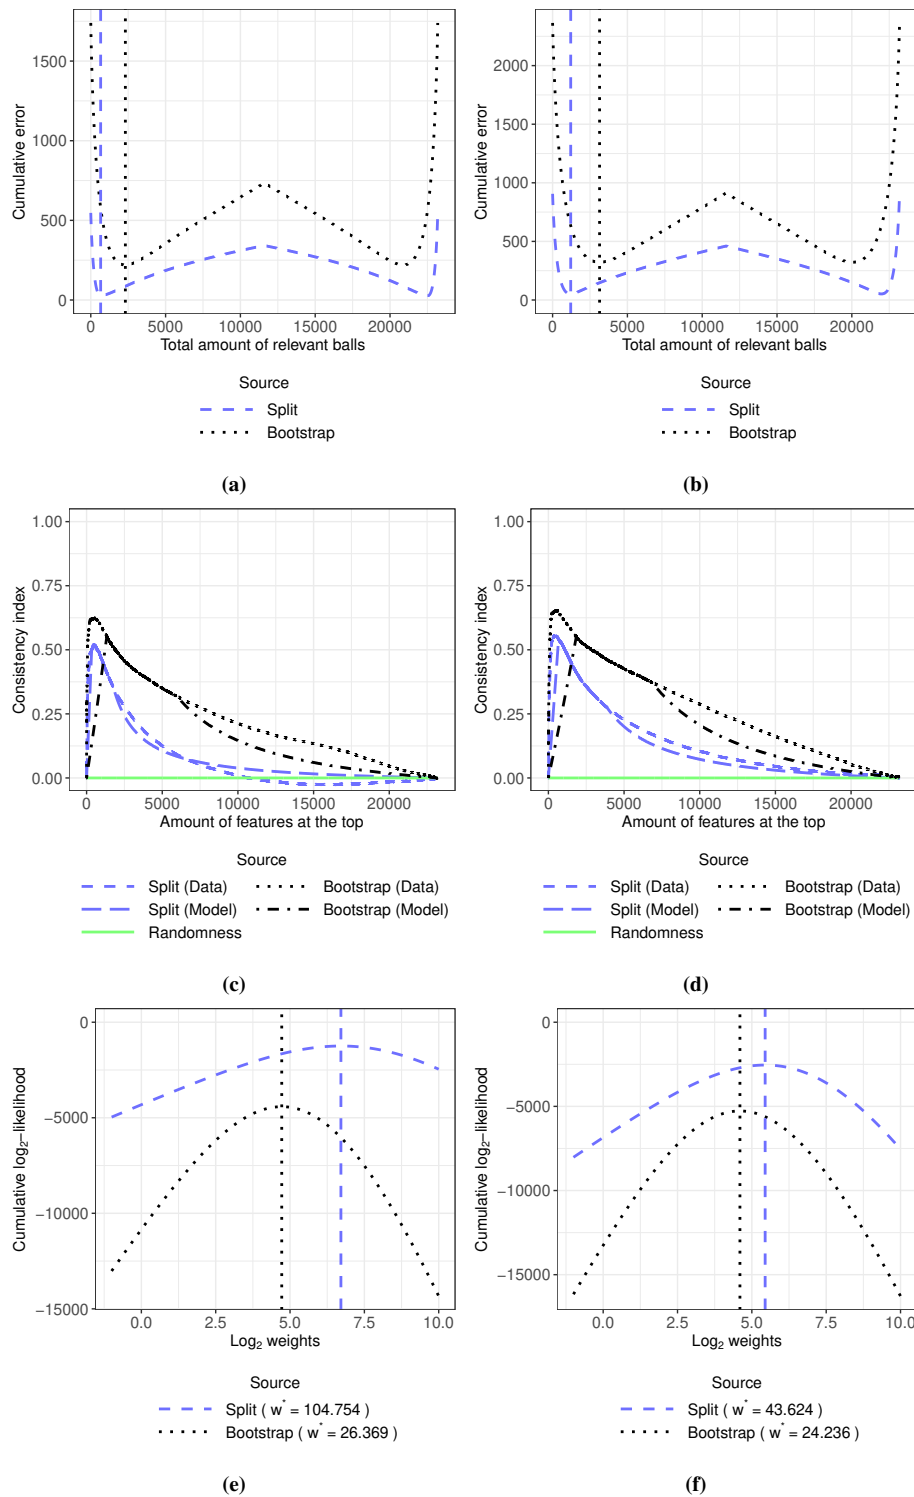 1500
1000
500
0
Cumulative error
0 5000 10000 15000 20000
Total amount of relevant balls
Source
Split
Bootstrap
(a)
2000
1500
1000
500
0
Cumulative error
0 5000 10000 15000 20000
Total amount of relevant balls
Source
Split
Bootstrap
(b)
1.00
0.75
0.50
0.25
0.00
Consistency index
0 5000 10000 15000 20000
Amount of features at the top
Source
Split (Data) Bootstrap (Data)
Split (Model) Bootstrap (Model)
Randomness
(c)
1.00
0.75
0.50
0.25
0.00
Consistency index
0 5000 10000 15000 20000
Amount of features at the top
Source
Split (Data) Bootstrap (Data)
Split (Model) Bootstrap (Model)
Randomness
(d)
0
−5000
−10000
−15000
Cumulative log₂−likelihood
0.0 2.5 5.0 7.5 10.0
Log₂ weights
Source
Split ( w* = 104.754 )
Bootstrap ( w* = 26.369 )
(e)
0
−5000
−10000
−15000
Cumulative log₂−likelihood
0.0 2.5 5.0 7.5 10.0
Log₂ weights
Source
Split ( w* = 43.624 )
Bootstrap ( w* = 24.236 )
(f)